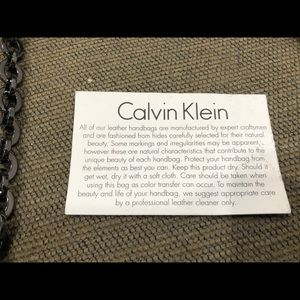 Calvin Klein
All of our leather handbags are manufactured by expert craftsmen
and are fashioned from hides carefully selected for their natural
beauty. Some markings and irregularities may be apparent,
however these are natural characteristics that contribute to the
unique beauty of each handbag. Protect your handbag from
the elements as best you can. Keep this product dry. Should it
get wet, dry it with a soft cloth. Care should be taken when
using this bag as color transfer can occur. To maintain the
beauty and life of your handbag, we suggest appropriate care
by a professional leather cleaner only.